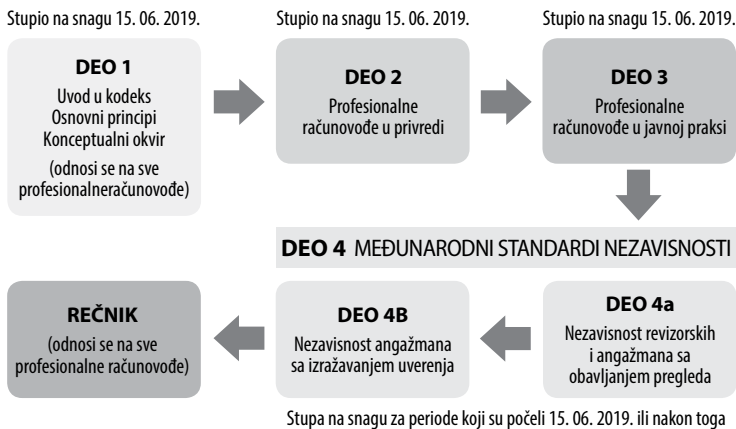 Stupio na snagu 15. 06. 2019.
DEO 1
Uvod u kodeks
Osnovni principi
Konceptualni okvir
(odnosi se na sve
profesionalneračunovođe)
Stupio na snagu 15. 06. 2019.
DEO 2
Profesionalne
računovođe u privredi
Stupio na snagu 15. 06. 2019.
DEO 3
Profesionalne
računovođe u javnoj praksi
DEO 4 MEĐUNARODNI STANDARDI NEZAVISNOSTI
DEO 4a
Nezavisnost revizorskih
i angažmana sa
obavljanjem pregleda
DEO 4B
Nezavisnost angažmana
sa izražavanjem uverenja
REČNIK
(odnosi se na sve
profesionalne računovođe)
Stupa na snagu za periode koji su počeli 15. 06. 2019. ili nakon toga